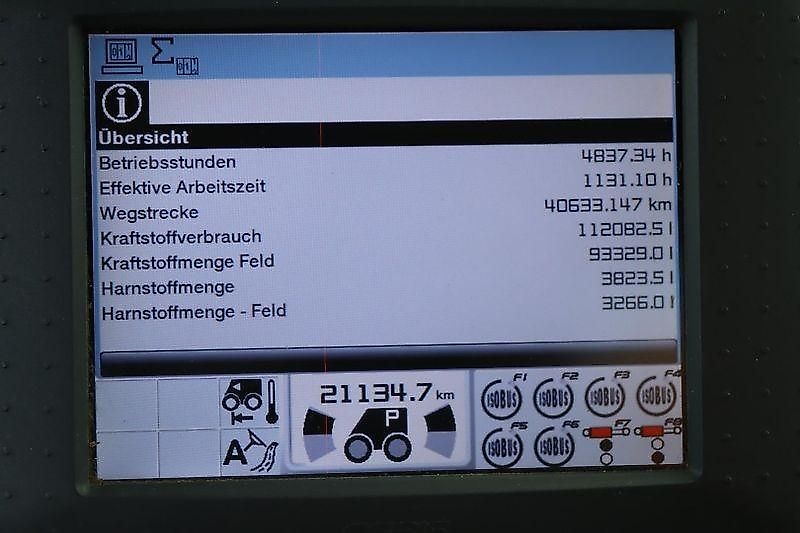 Übersicht
Betriebsstunden 4837.34 h
Effektive Arbeitszeit 1131.10 h
Wegstrecke 40633.147 km
Kraftstoffverbrauch 112082.5 l
Kraftstoffmenge Feld 93329.0 l
Harnstoffmenge 3823.5 l
Harnstoffmenge - Feld 3266.0 l
21134.7 km
P
A
F1 F2 F3 F4
ISOBUS ISOBUS ISOBUS ISOBUS
F5 F6 F7 F8
ISOBUS ISOBUS